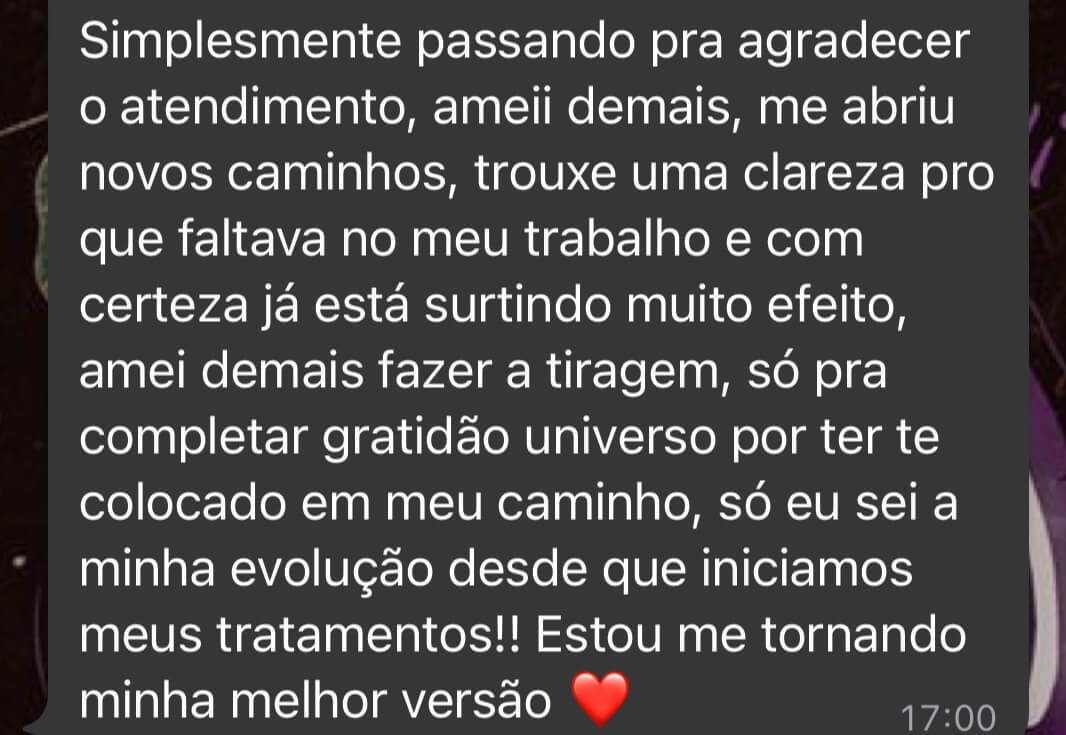 Simplesmente passando pra agradecer
o atendimento, ameii demais, me abriu
novos caminhos, trouxe uma clareza pro
que faltava no meu trabalho e com
certeza já está surtindo muito efeito,
amei demais fazer a tiragem, só pra
completar gratidão universo por ter te
colocado em meu caminho, só eu sei a
minha evolução desde que iniciamos
meus tratamentos!! Estou me tornando
minha melhor versão ❤️
17:00